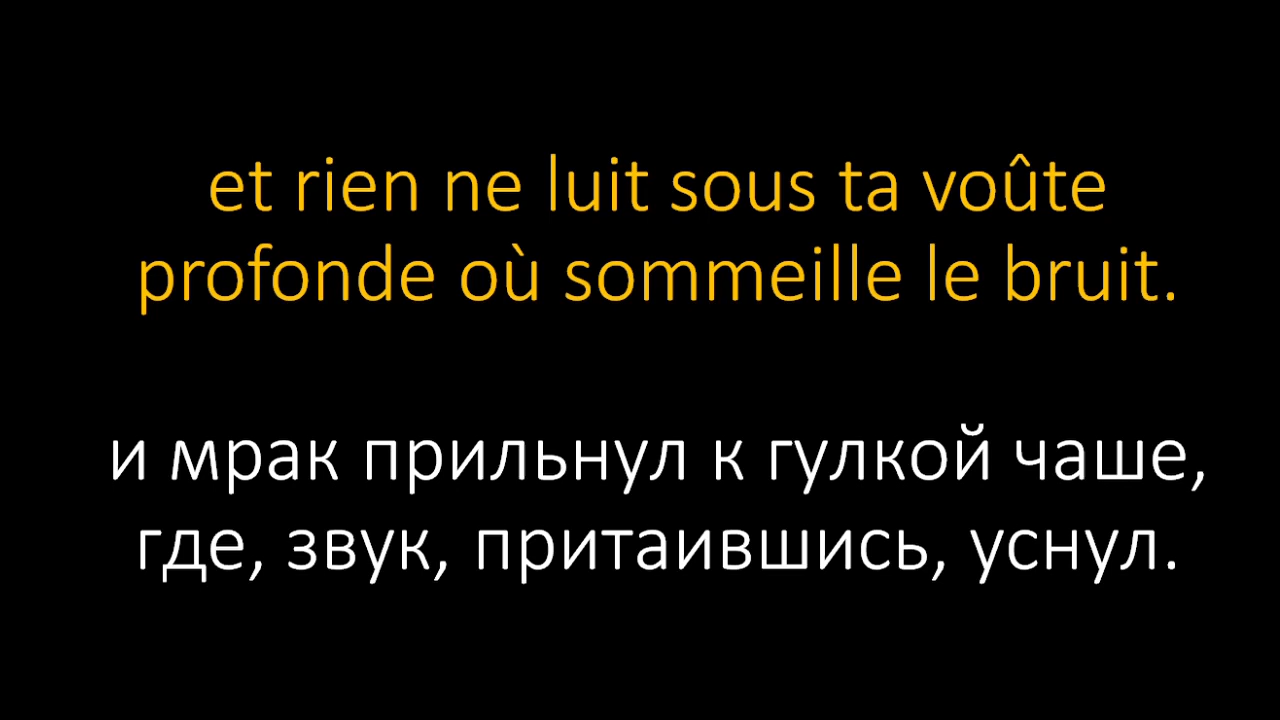 et rien ne luit sous ta voûte
profonde où sommeille le bruit.
и мрак прильнул к гулкой чаше,
где, звук, притаившись, уснул.